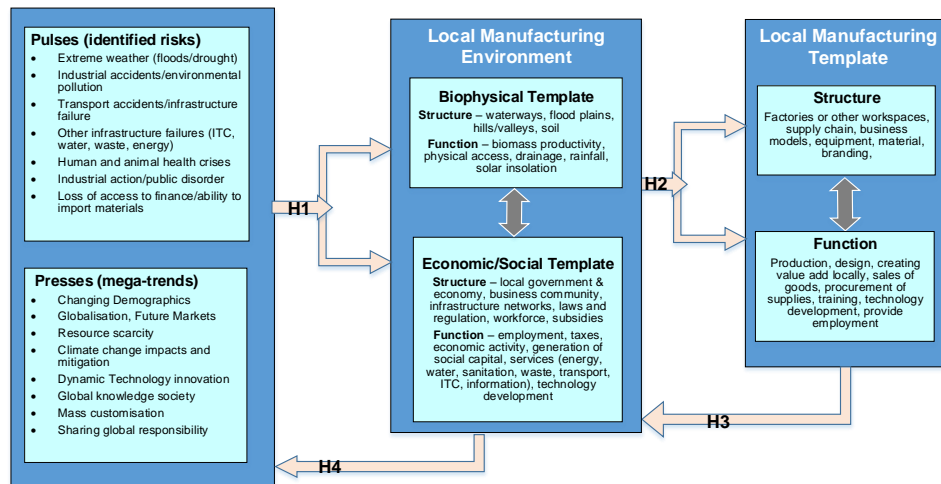 Pulses (identified risks)
• Extreme weather (floods/drought)
• Industrial accidents/environmental
pollution
• Transport accidents/infrastructure
failure
• Other infrastructure failures (ITC,
water, waste, energy)
• Human and animal health crises
• Industrial action/public disorder
• Loss of access to finance/ability to
import materials
Presses (mega-trends)
• Changing Demographics
• Globalisation, Future Markets
• Resource scarcity
• Climate change impacts and
mitigation
• Dynamic Technology innovation
• Global knowledge society
• Mass customisation
• Sharing global responsibility
H1
Local Manufacturing
Environment
Biophysical Template
Structure – waterways, flood plains,
hills/valleys, soil
Function – biomass productivity,
physical access, drainage, rainfall,
solar insolation
Economic/Social Template
Structure – local government &
economy, business community,
infrastructure networks, laws and
regulation, workforce, subsidies
Function – employment, taxes,
economic activity, generation of
social capital, services (energy,
water, sanitation, waste, transport,
ITC, information), technology
development
H2
Local Manufacturing
Template
Structure
Factories or other workspaces,
supply chain, business
models, equipment, material,
branding,
Function
Production, design, creating
value add locally, sales of
goods, procurement of
supplies, training, technology
development, provide
employment
H3
H4